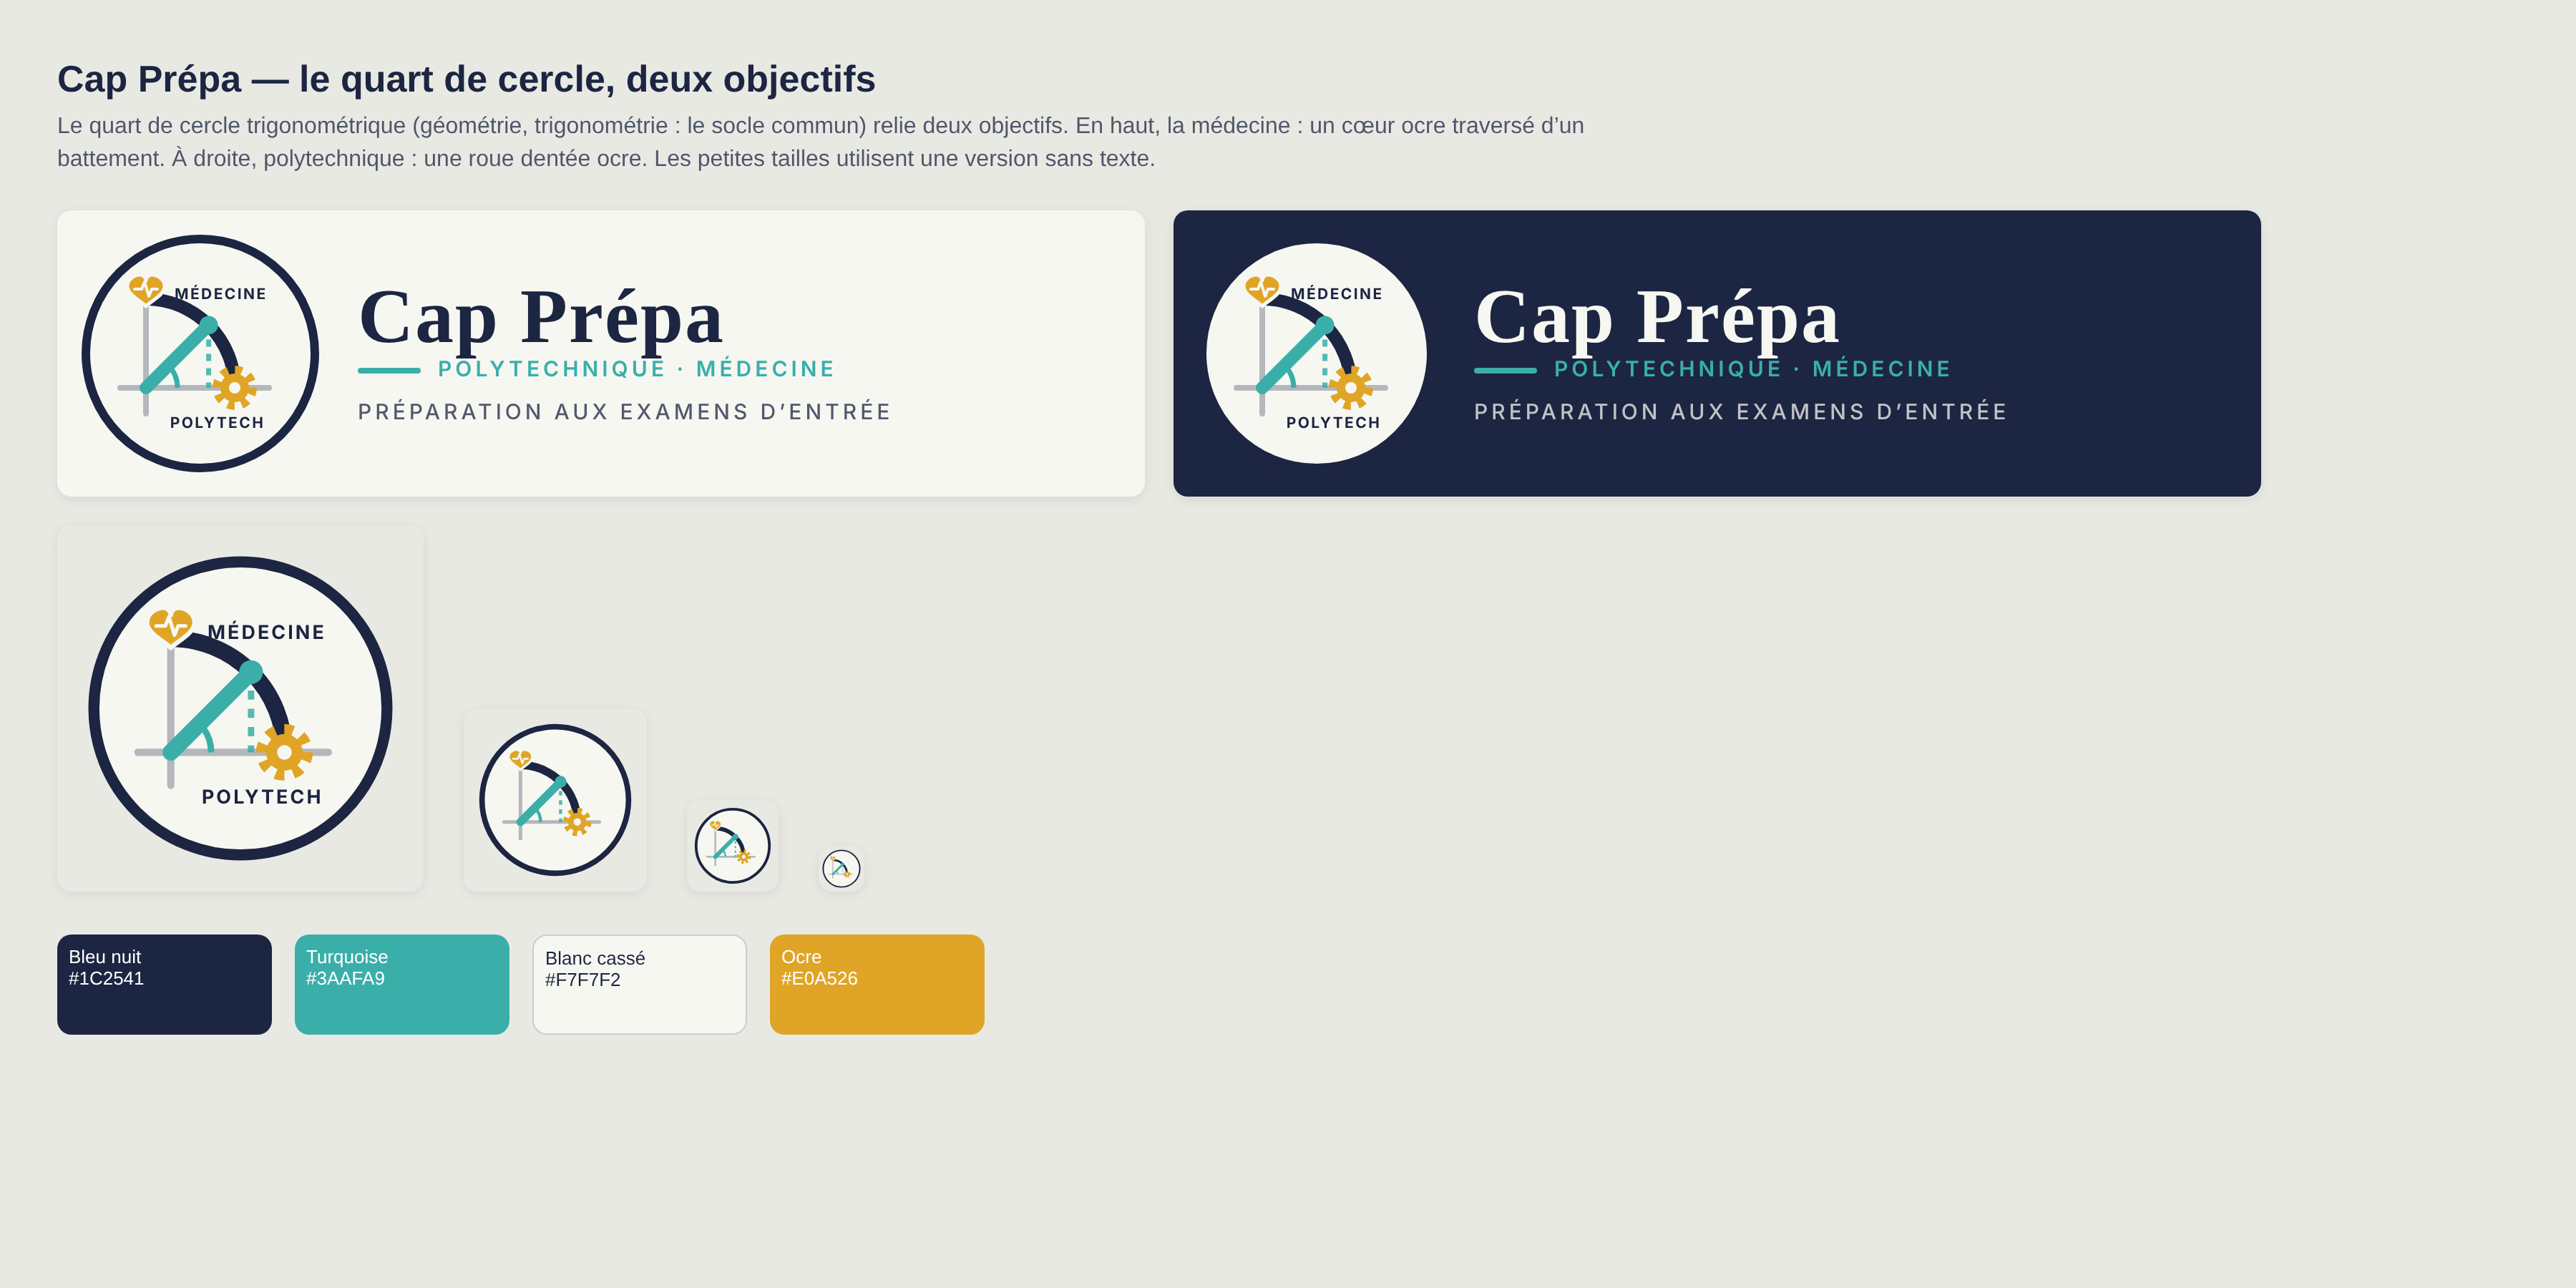 Cap Prépa — le quart de cercle, deux objectifs
Le quart de cercle trigonométrique (géométrie, trigonométrie : le socle commun) relie deux objectifs. En haut, la médecine : un cœur ocre traversé d’un
battement. À droite, polytechnique : une roue dentée ocre. Les petites tailles utilisent une version sans texte.
MÉDECINE
POLYTECH
Cap Prépa
POLYTECHNIQUE · MÉDECINE
PRÉPARATION AUX EXAMENS D’ENTRÉE
MÉDECINE
POLYTECH
Cap Prépa
POLYTECHNIQUE · MÉDECINE
PRÉPARATION AUX EXAMENS D’ENTRÉE
MÉDECINE
POLYTECH
Bleu nuit
#1C2541
Turquoise
#3AAFA9
Blanc cassé
#F7F7F2
Ocre
#E0A526